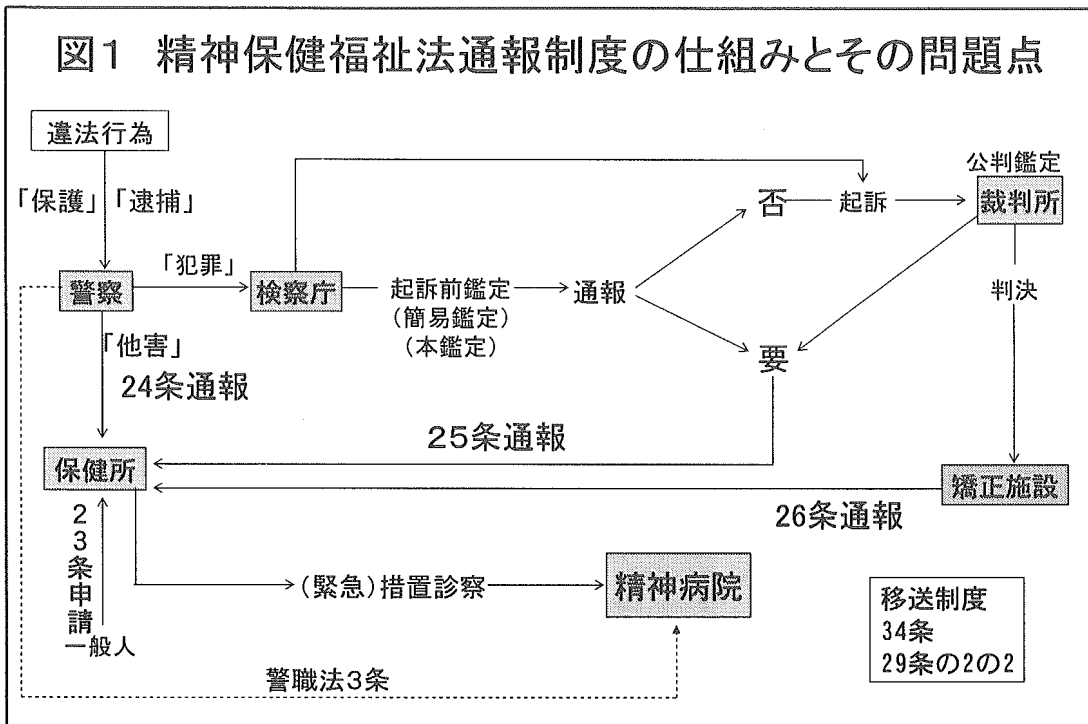 図1 精神保健福祉法通報制度の仕組みとその問題点
違法行為
「保護」「逮捕」
警察
「犯罪」
検察庁
起訴前鑑定
(簡易鑑定)
(本鑑定)
通報
否
起訴
公判鑑定
裁判所
判決
要
「他害」
24条通報
25条通報
保健所
矯正施設
26条通報
23条申請
一般人
(緊急)措置診察
精神病院
移送制度
34条
29条の2の2
警職法3条